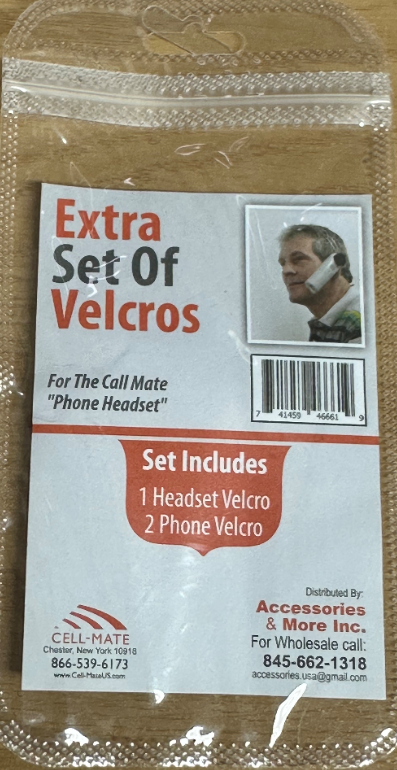 Extra
Set Of
Velcros
For The Call Mate
"Phone Headset"
7 41459 46661 9
Set Includes
1 Headset Velcro
2 Phone Velcro
CELL-MATE
Chester, New York 10918
866-539-6173
www.Cell-MateUS.com
Distributed By:
Accessories
& More Inc.
For Wholesale call:
845-662-1318
accessories.usa@gmail.com